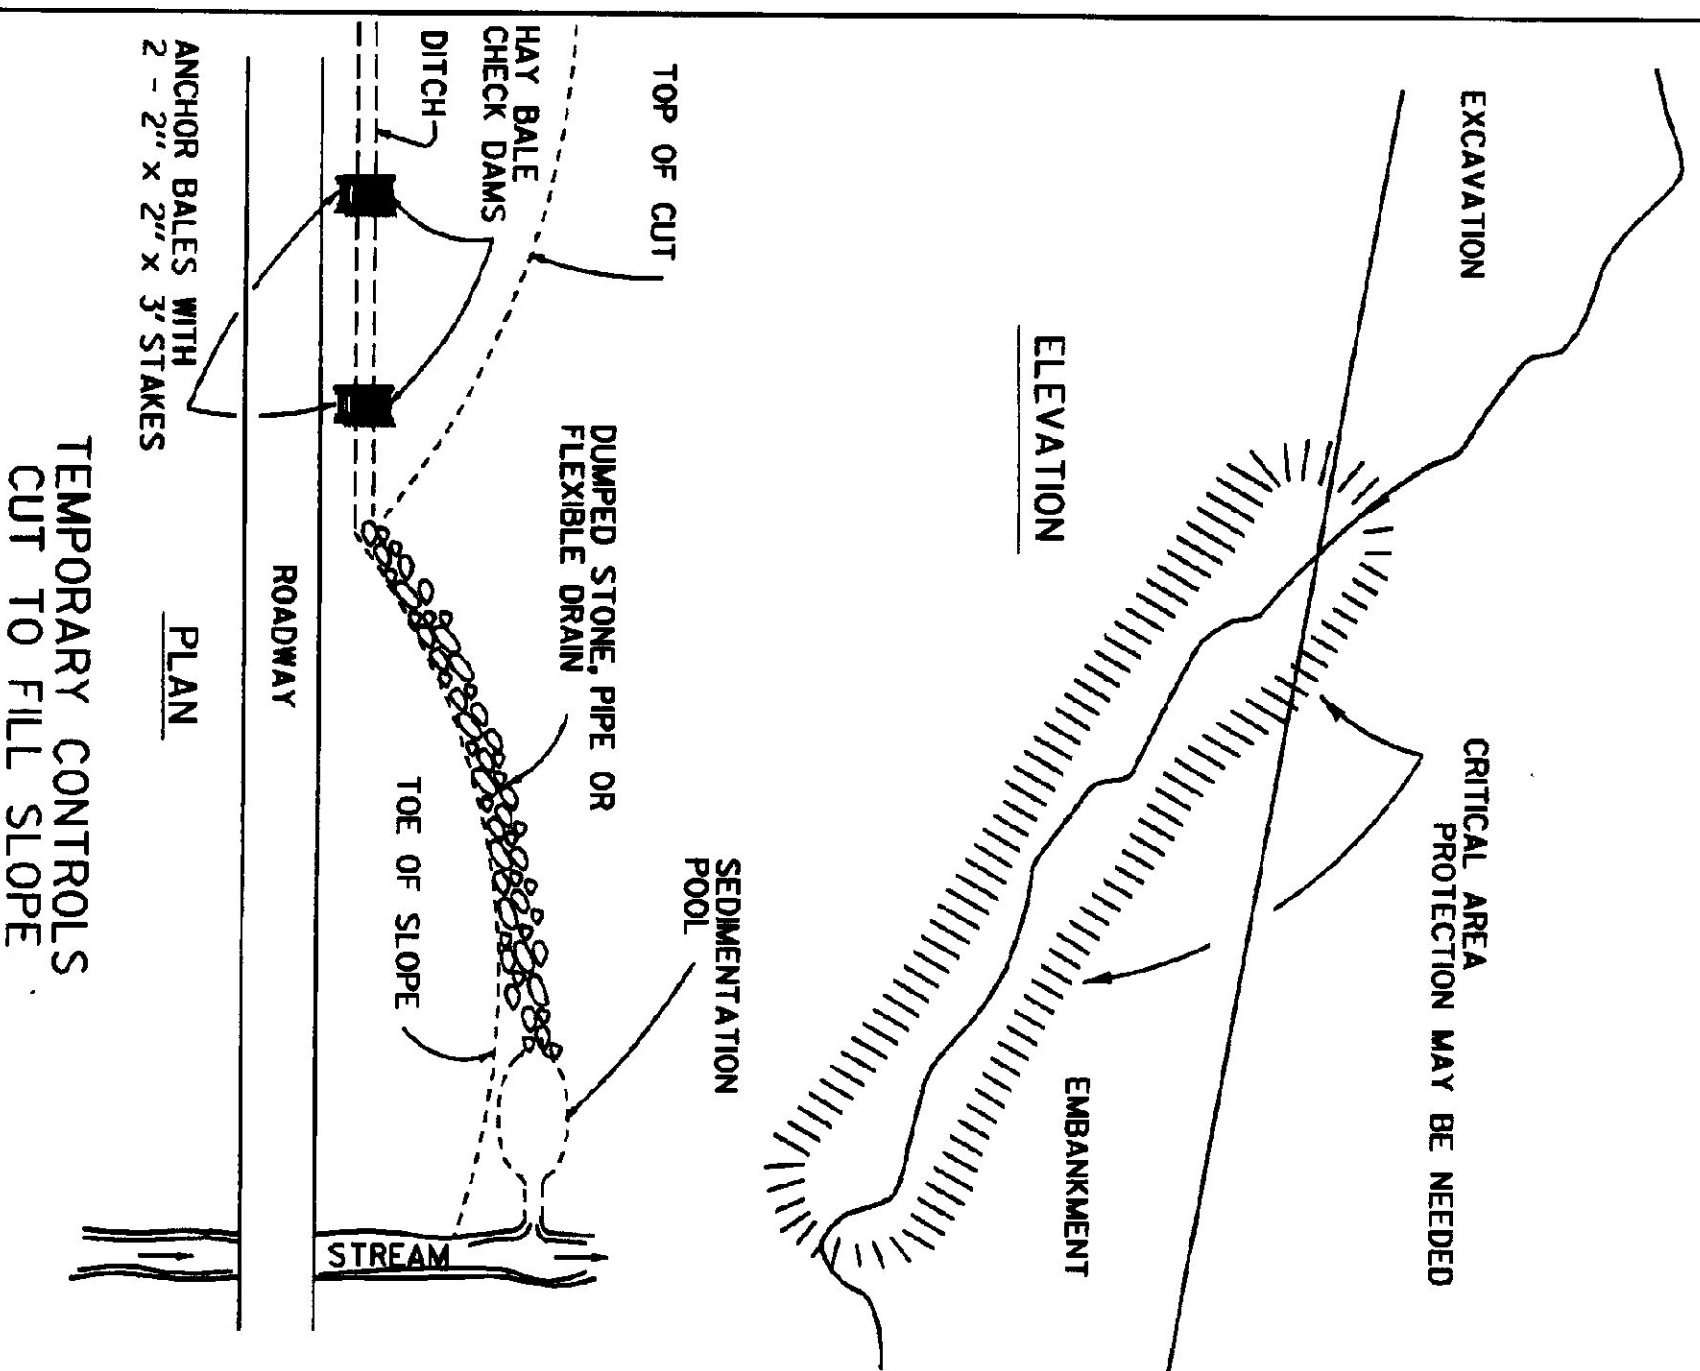 EXCAVATION
CRITICAL AREA
PROTECTION MAY BE NEEDED
EMBANKMENT
ELEVATION
TOP OF CUT
HAY BALE
CHECK DAMS
DITCH
DUMPED STONE, PIPE OR
FLEXIBLE DRAIN
SEDIMENTATION
POOL
TOE OF SLOPE
STREAM
ROADWAY
ANCHOR BALES WITH
2 - 2" x 2" x 3' STAKES
PLAN
TEMPORARY CONTROLS
CUT TO FILL SLOPE